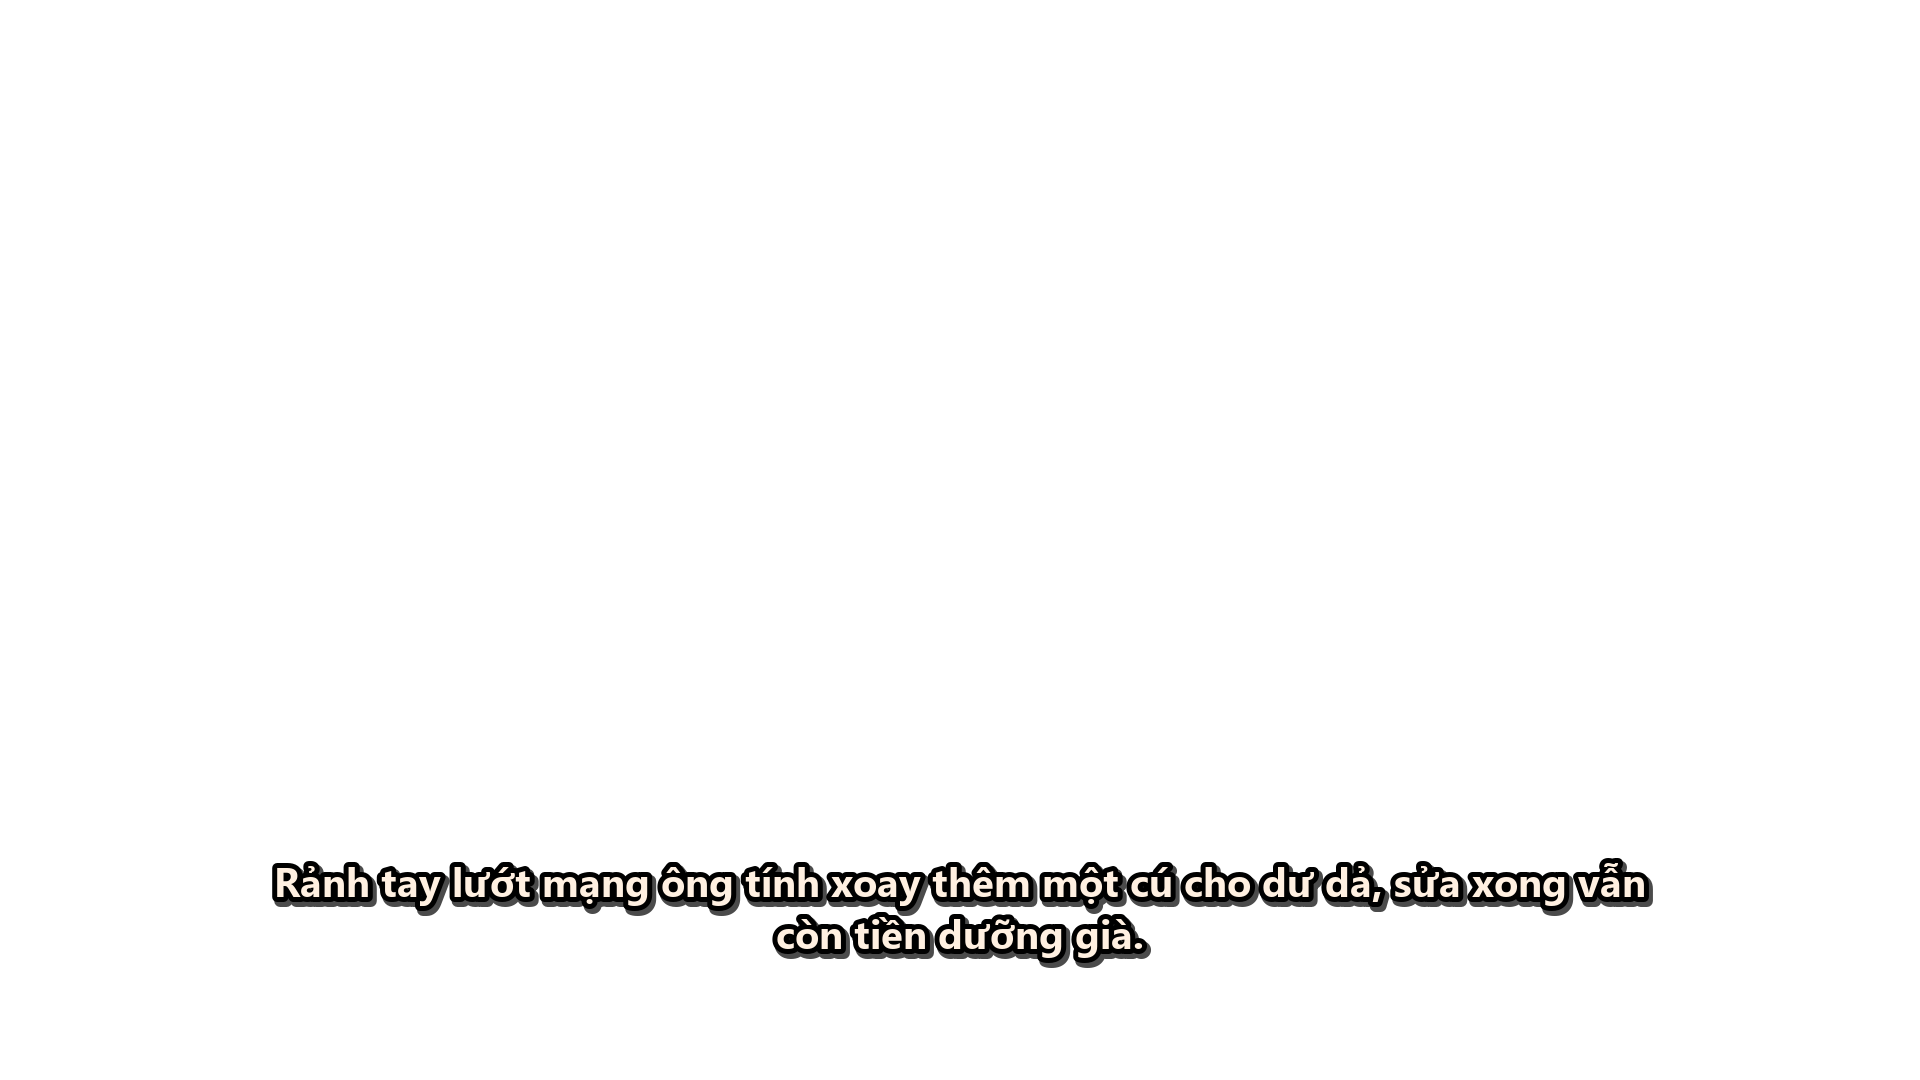 Rảnh tay lướt mạng ông tính xoay thêm một cú cho dư dả, sửa xong vẫn
còn tiền dưỡng già.